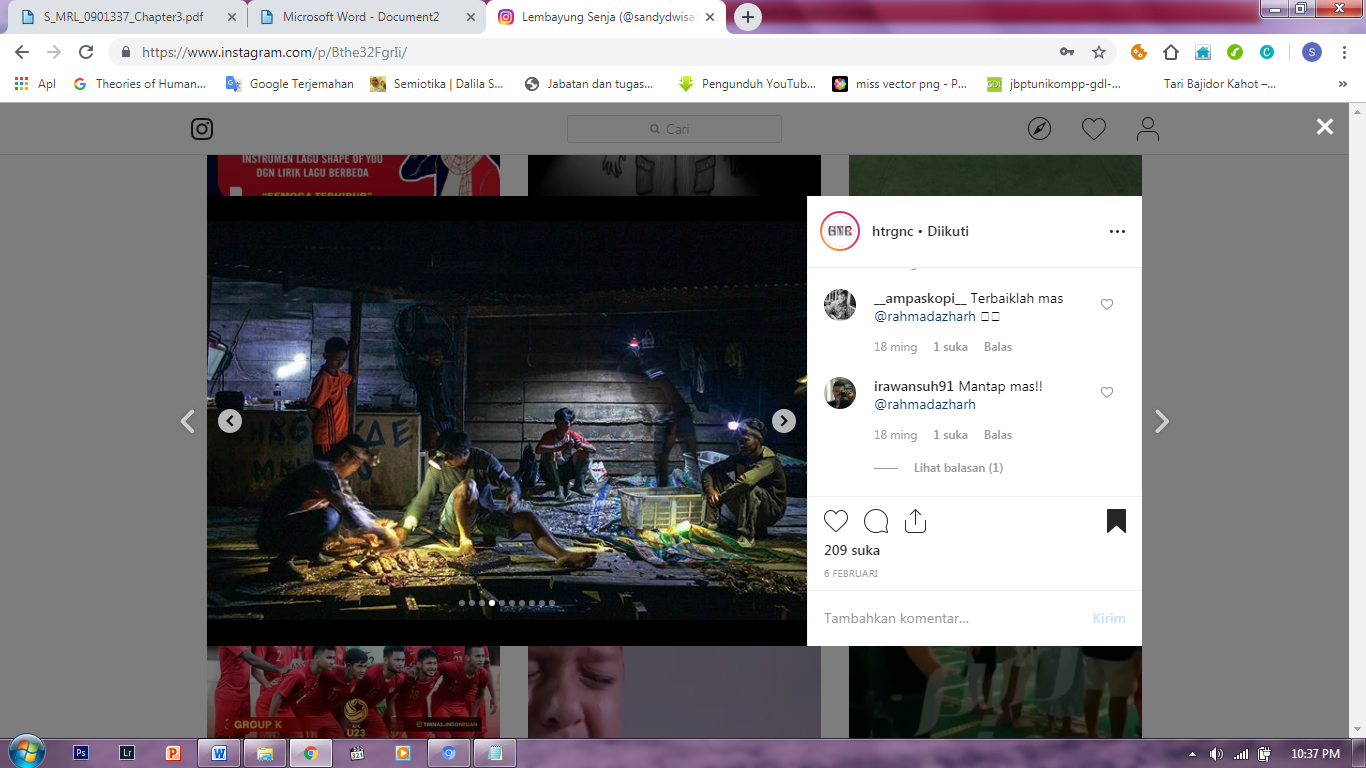 S_MRL_0901337_Chapter3.pdf
Microsoft Word - Document2
Lembayung Senja (@sandydwisa
https://www.instagram.com/p/Bthe32FgrIi/
Apl
Theories of Human...
Google Terjemahan
Semiotika | Dalila S...
Jabatan dan tugas...
Pengunduh YouTub...
miss vector png - P...
jbptunikompp-gdl-...
Tari Bajidor Kahot –...
Cari
INSTRUMEN LAGU SHAPE OF YOU
DGN LIRIK LAGU BERBEDA
"SEMOGA TERHIBUR"
htrgnc • Diikuti
__ampaskopi__ Terbaiklah mas
@rahmadazharh
18 ming 1 suka Balas
irawansuh91 Mantap mas!!
@rahmadazharh
18 ming 1 suka Balas
Lihat balasan (1)
209 suka
6 FEBRUARI
Tambahkan komentar... Kirim
GROUP K
U23
10:37 PM